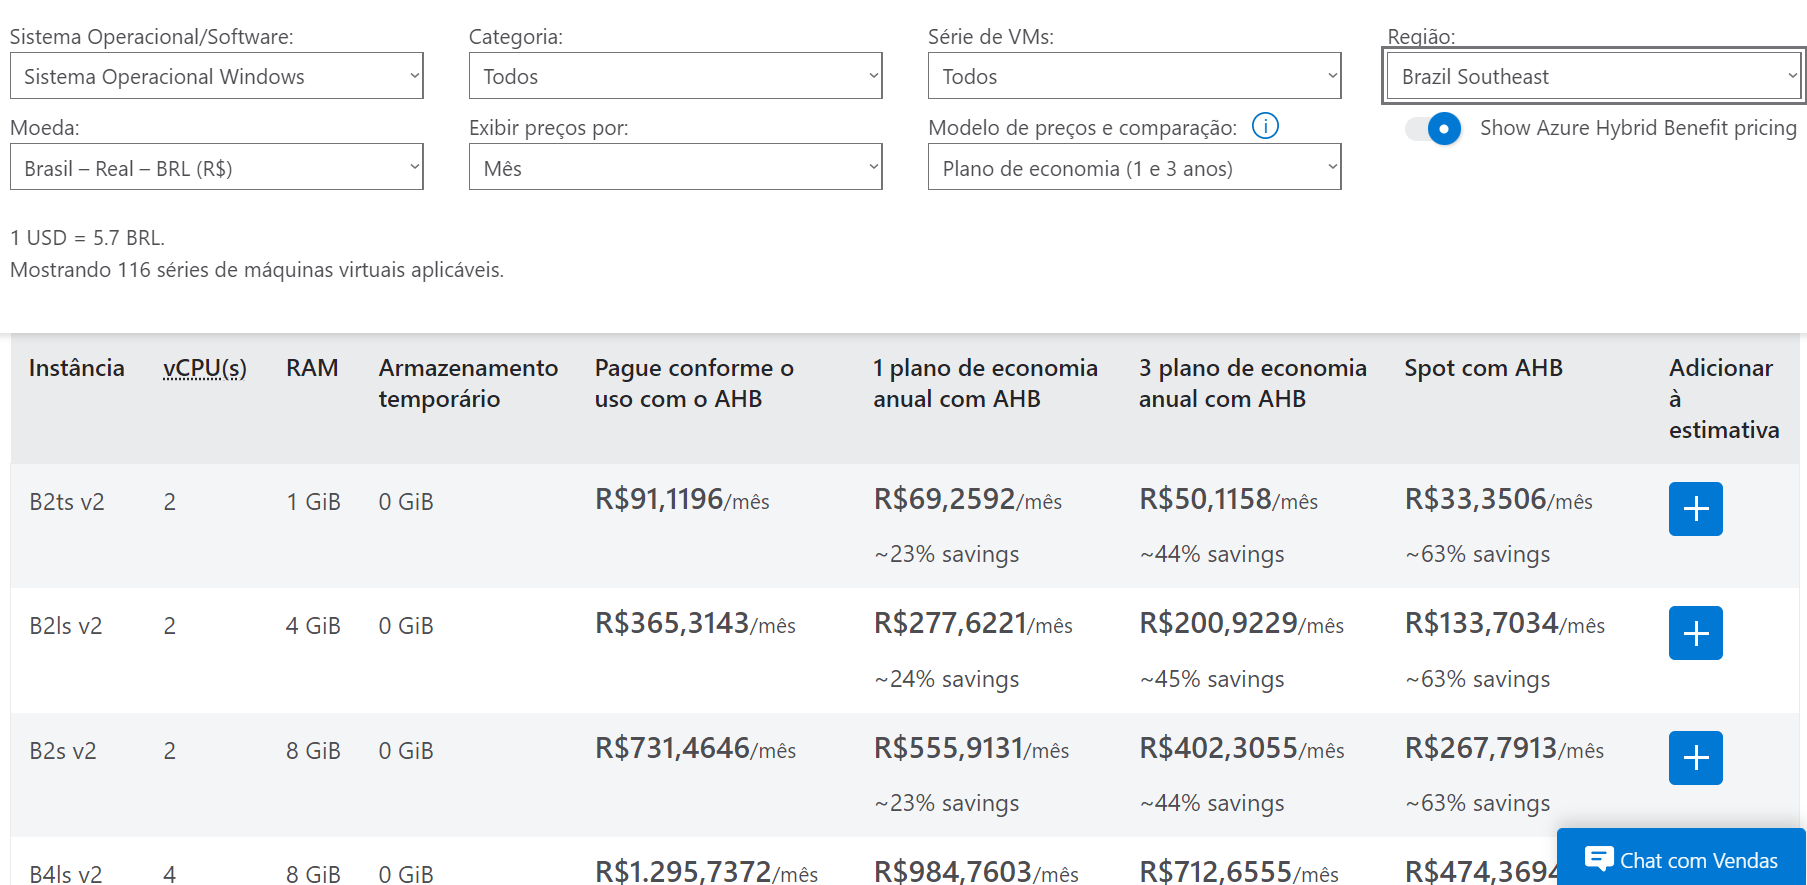 Sistema Operacional/Software:
Categoria:
Série de VMs:
Região:
Sistema Operacional Windows
Todos
Todos
Brazil Southeast
Moeda:
Exibir preços por:
Modelo de preços e comparação:
Show Azure Hybrid Benefit pricing
Brasil – Real – BRL (R$)
Mês
Plano de economia (1 e 3 anos)
1 USD = 5.7 BRL.
Mostrando 116 séries de máquinas virtuais aplicáveis.
Instância
vCPU(s)
RAM
Armazenamento
temporário
Pague conforme o
uso com o AHB
1 plano de economia
anual com AHB
3 plano de economia
anual com AHB
Spot com AHB
Adicionar
à
estimativa
B2ts v2 2 1 GiB 0 GiB R$91,1196/mês R$69,2592/mês R$50,1158/mês R$33,3506/mês
~23% savings ~44% savings ~63% savings
B2ls v2 2 4 GiB 0 GiB R$365,3143/mês R$277,6221/mês R$200,9229/mês R$133,7034/mês
~24% savings ~45% savings ~63% savings
B2s v2 2 8 GiB 0 GiB R$731,4646/mês R$555,9131/mês R$402,3055/mês R$267,7913/mês
~23% savings ~44% savings ~63% savings
B4ls v2 4 8 GiB 0 GiB R$1.295,7372/mês R$984,7603/mês R$712,6555/mês R$474,3694
Chat com Vendas